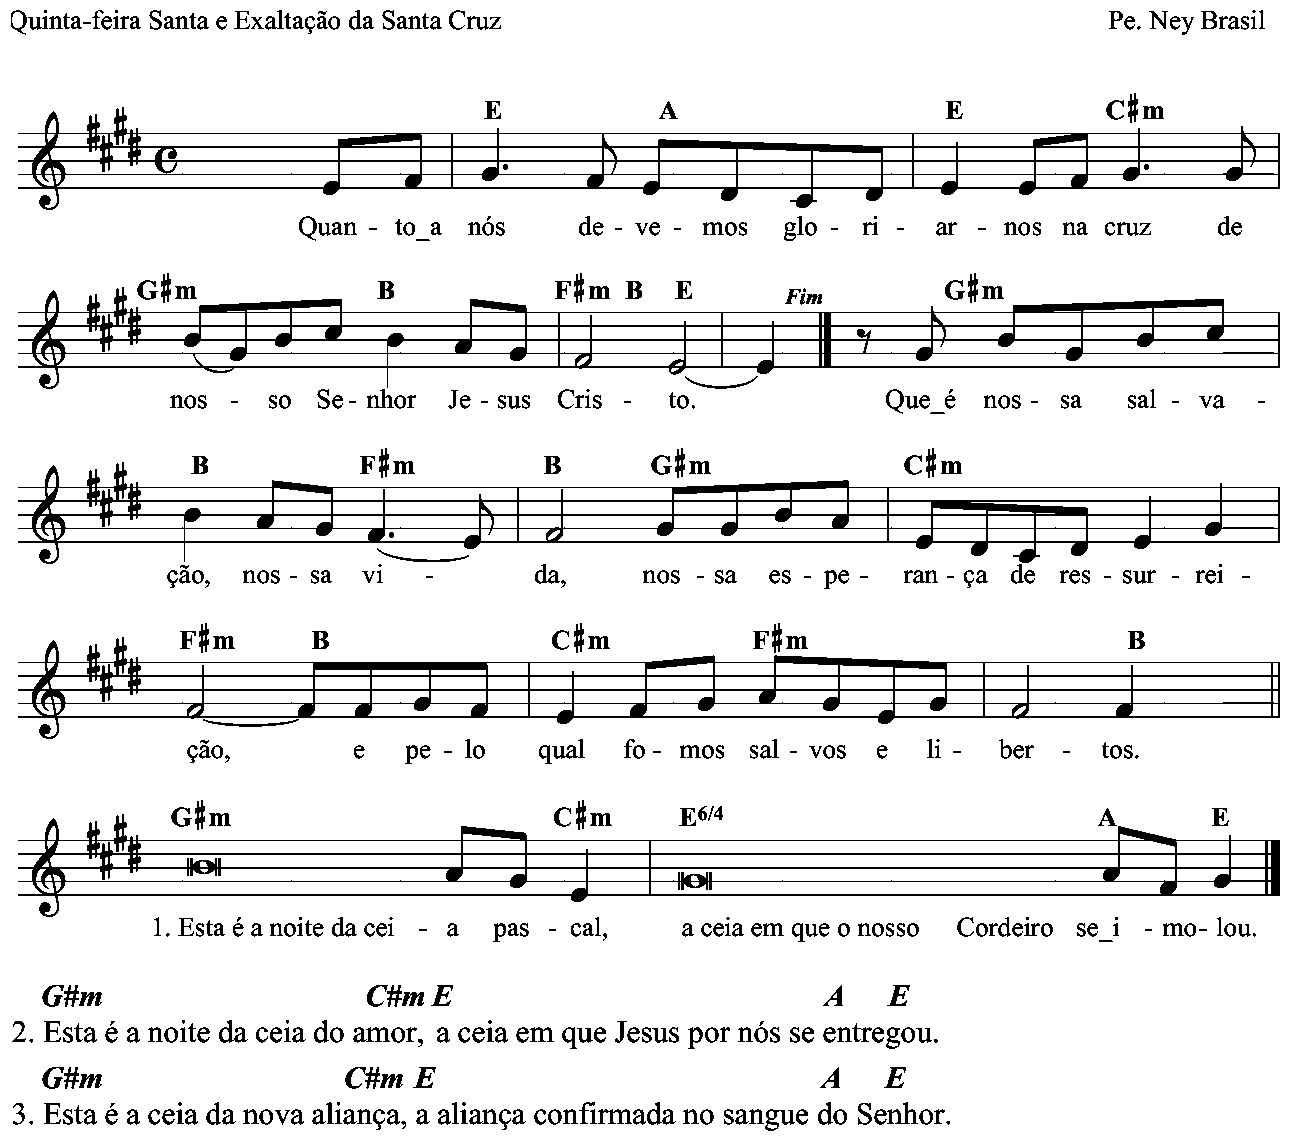 Quinta-feira Santa e Exaltação da Santa Cruz Pe. Ney Brasil
E A E C#m
Quan - to_a nós de - ve - mos glo - ri - ar - nos na cruz de
G#m B F#m B E Fim G#m
nos - so Se - nhor Je - sus Cris - to. Que_é nos - sa sal - va -
B F#m B G#m C#m
ção, nos - sa vi - da, nos - sa es - pe - ran - ça de res - sur - rei -
F#m B C#m F#m B
ção, e pe - lo qual fo - mos sal - vos e li - ber - tos.
G#m C#m E6/4 A E
1. Esta é a noite da cei - a pas - cal, a ceia em que o nosso Cordeiro se_i - mo - lou.
G#m C#m E A E
2. Esta é a noite da ceia do amor, a ceia em que Jesus por nós se entregou.
G#m C#m E A E
3. Esta é a ceia da nova aliança, a aliança confirmada no sangue do Senhor.